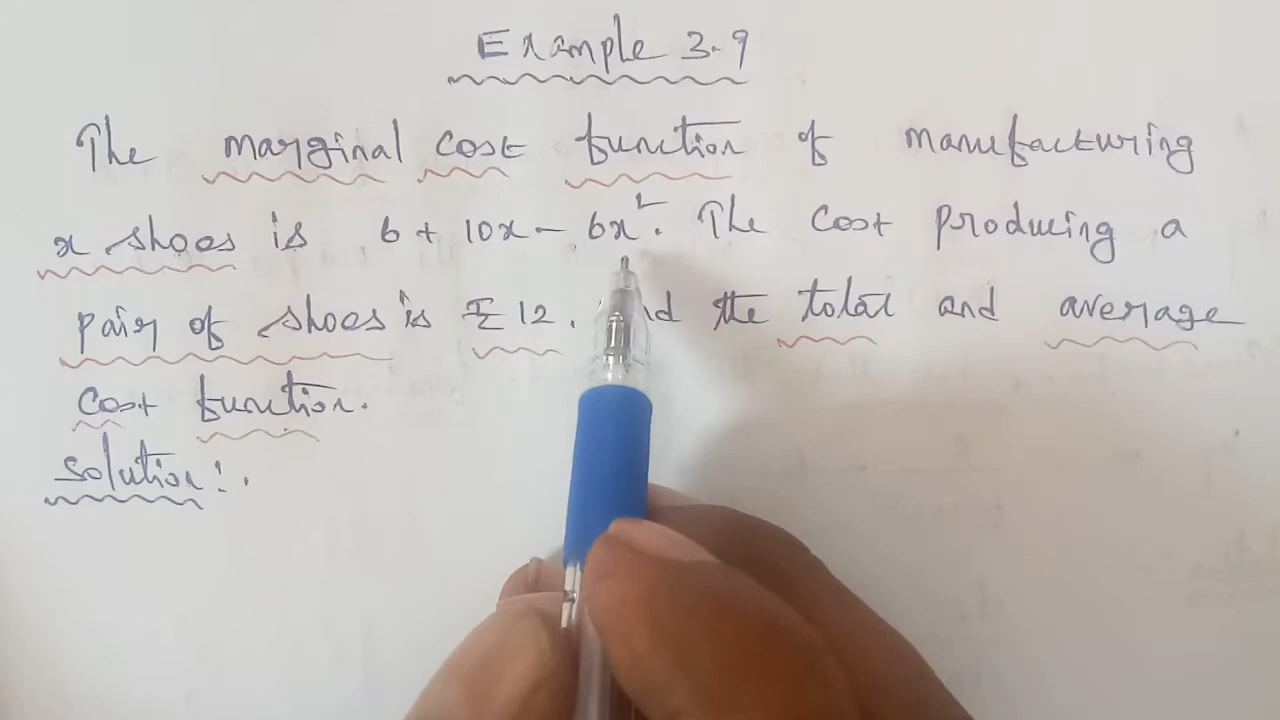 Example 3.9
The marginal cost function of manufacturing
x shoes is 6 + 10x - 6x². The cost producing a
pair of shoes is ₹ 12. the total and average
cost function.
Solution:.